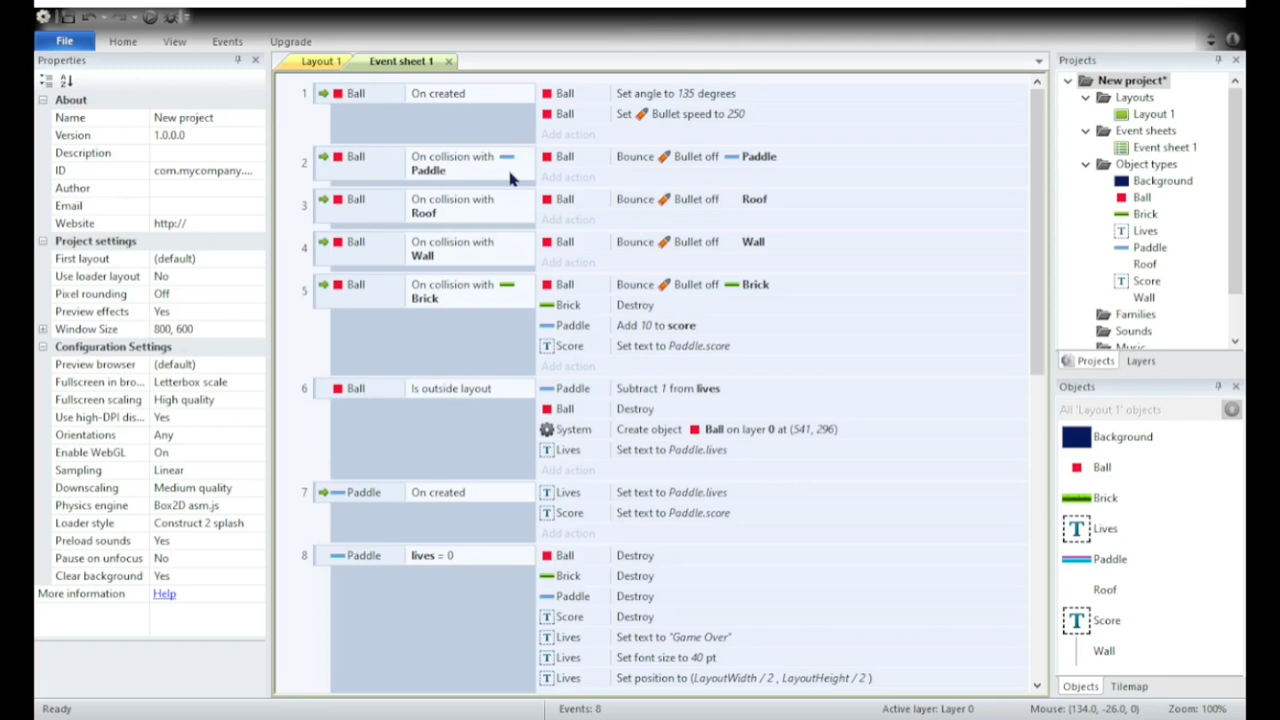 File Home View Events Upgrade
Properties
About
Name New project
Version 1.0.0.0
Description
ID com.mycompany....
Author
Email
Website http://
Project settings
First layout (default)
Use loader layout No
Pixel rounding Off
Preview effects Yes
Window Size 800, 600
Configuration Settings
Preview browser (default)
Fullscreen in bro... Letterbox scale
Fullscreen scaling High quality
Use high-DPI dis... Yes
Orientations Any
Enable WebGL On
Sampling Linear
Downscaling Medium quality
Physics engine Box2D asm.js
Loader style Construct 2 splash
Preload sounds Yes
Pause on unfocus No
Clear background Yes
More information Help
Layout 1 Event sheet 1
1 Ball On created Ball Set angle to 135 degrees
Ball Set Bullet speed to 250
Add action
2 Ball On collision with Paddle Ball Bounce Bullet off Paddle
Add action
3 Ball On collision with Roof Ball Bounce Bullet off Roof
Add action
4 Ball On collision with Wall Ball Bounce Bullet off Wall
Add action
5 Ball On collision with Brick Ball Bounce Bullet off Brick
Brick Destroy
Paddle Add 10 to score
T Score Set text to Paddle.score
Add action
6 Ball Is outside layout Paddle Subtract 1 from lives
Ball Destroy
System Create object Ball on layer 0 at (541, 296)
T Lives Set text to Paddle.lives
Add action
7 Paddle On created T Lives Set text to Paddle.lives
T Score Set text to Paddle.score
Add action
8 Paddle lives = 0 Ball Destroy
Brick Destroy
Paddle Destroy
T Score Destroy
T Lives Set text to "Game Over"
T Lives Set font size to 40 pt
T Lives Set position to (LayoutWidth / 2 , LayoutHeight / 2 )
Projects
New project*
Layouts
Layout 1
Event sheets
Event sheet 1
Object types
Background
Ball
Brick
T Lives
Paddle
Roof
T Score
Wall
Families
Sounds
Music
Projects Layers
Objects
All 'Layout 1' objects
Background
Ball
Brick
T Lives
Paddle
Roof
T Score
Wall
Objects Tilemap
Ready Events: 8 Active layer: Layer 0 Mouse: (134.0, -26.0, 0) Zoom: 100%